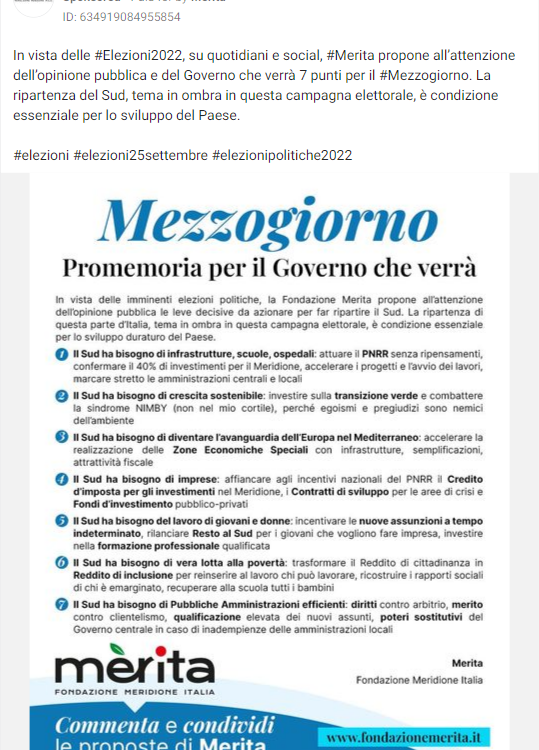 ID: 634919084955854
In vista delle #Elezioni2022, su quotidiani e social, #Merita propone all'attenzione
dell'opinione pubblica e del Governo che verrà 7 punti per il #Mezzogiorno. La
ripartenza del Sud, tema in ombra in questa campagna elettorale, è condizione
essenziale per lo sviluppo del Paese.
#elezioni #elezioni25settembre #elezionipolitiche2022
Mezzogiorno
Promemoria per il Governo che verrà
In vista delle imminenti elezioni politiche, la Fondazione Merita propone all'attenzione
dell'opinione pubblica le leve decisive da azionare per far ripartire il Sud. La ripartenza di
questa parte d'Italia, tema in ombra in questa campagna elettorale, è condizione essenziale
per lo sviluppo duraturo del Paese.
1 Il Sud ha bisogno di infrastrutture, scuole, ospedali: attuare il PNRR senza ripensamenti,
confermare il 40% di investimenti per il Meridione, accelerare i progetti e l'avvio dei lavori,
marcare stretto le amministrazioni centrali e locali
2 Il Sud ha bisogno di crescita sostenibile: investire sulla transizione verde e combattere
la sindrome NIMBY (non nel mio cortile), perché egoismi e pregiudizi sono nemici
dell'ambiente
3 Il Sud ha bisogno di diventare l'avanguardia dell'Europa nel Mediterraneo: accelerare la
realizzazione delle Zone Economiche Speciali con infrastrutture, semplificazioni,
attrattività fiscale
4 Il Sud ha bisogno di imprese: affiancare agli incentivi nazionali del PNRR il Credito
d'imposta per gli investimenti nel Meridione, i Contratti di sviluppo per le aree di crisi e
Fondi d'investimento pubblico-privati
5 Il Sud ha bisogno del lavoro di giovani e donne: incentivare le nuove assunzioni a tempo
indeterminato, rilanciare Resto al Sud per i giovani che vogliono fare impresa, investire
nella formazione professionale qualificata
6 Il Sud ha bisogno di vera lotta alla povertà: trasformare il Reddito di cittadinanza in
Reddito di inclusione per reinserire al lavoro chi può lavorare, ricostruire i rapporti sociali
di chi è emarginato, recuperare alla scuola tutti i bambini
7 Il Sud ha bisogno di Pubbliche Amministrazioni efficienti: diritti contro arbitrio, merito
contro clientelismo, qualificazione elevata dei nuovi assunti, poteri sostitutivi del
Governo centrale in caso di inadempienze delle amministrazioni locali
mèrita
FONDAZIONE MERIDIONE ITALIA
Merita
Fondazione Meridione Italia
Commenta e condividi
le proposte di Merita
www.fondazionemerita.it